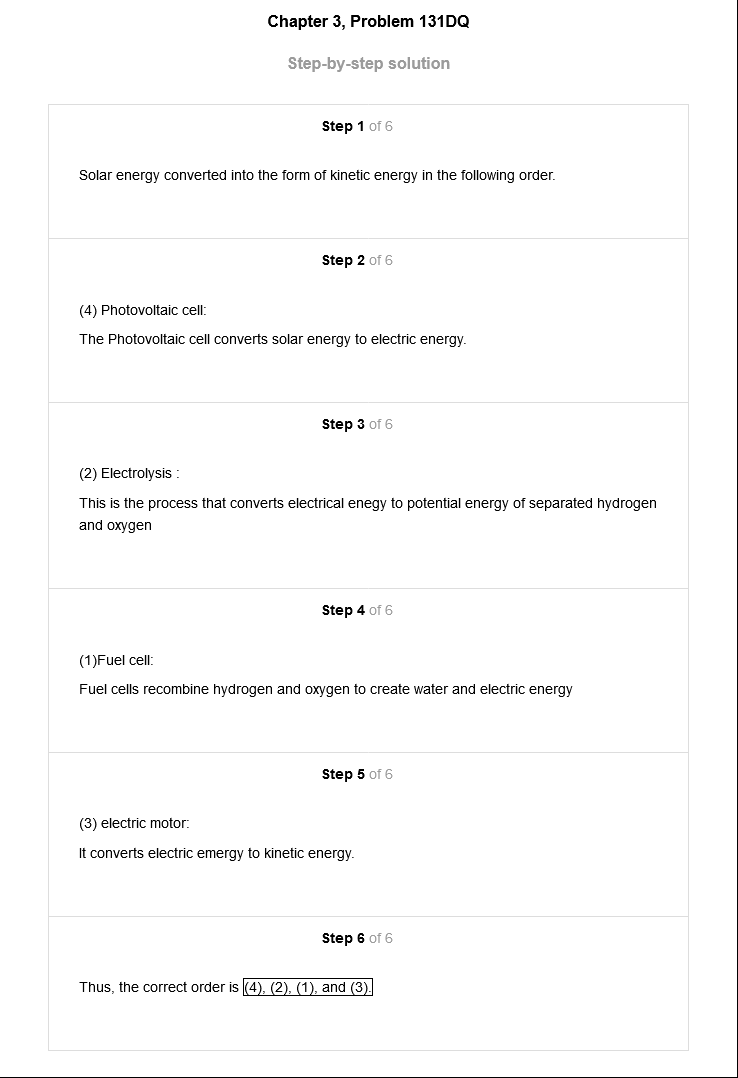 Chapter 3, Problem 131DQ
Step-by-step solution
Step 1 of 6
Solar energy converted into the form of kinetic energy in the following order.
Step 2 of 6
(4) Photovoltaic cell:
The Photovoltaic cell converts solar energy to electric energy.
Step 3 of 6
(2) Electrolysis :
This is the process that converts electrical enegy to potential energy of separated hydrogen
and oxygen
Step 4 of 6
(1)Fuel cell:
Fuel cells recombine hydrogen and oxygen to create water and electric energy
Step 5 of 6
(3) electric motor:
It converts electric emergy to kinetic energy.
Step 6 of 6
Thus, the correct order is (4), (2), (1), and (3).